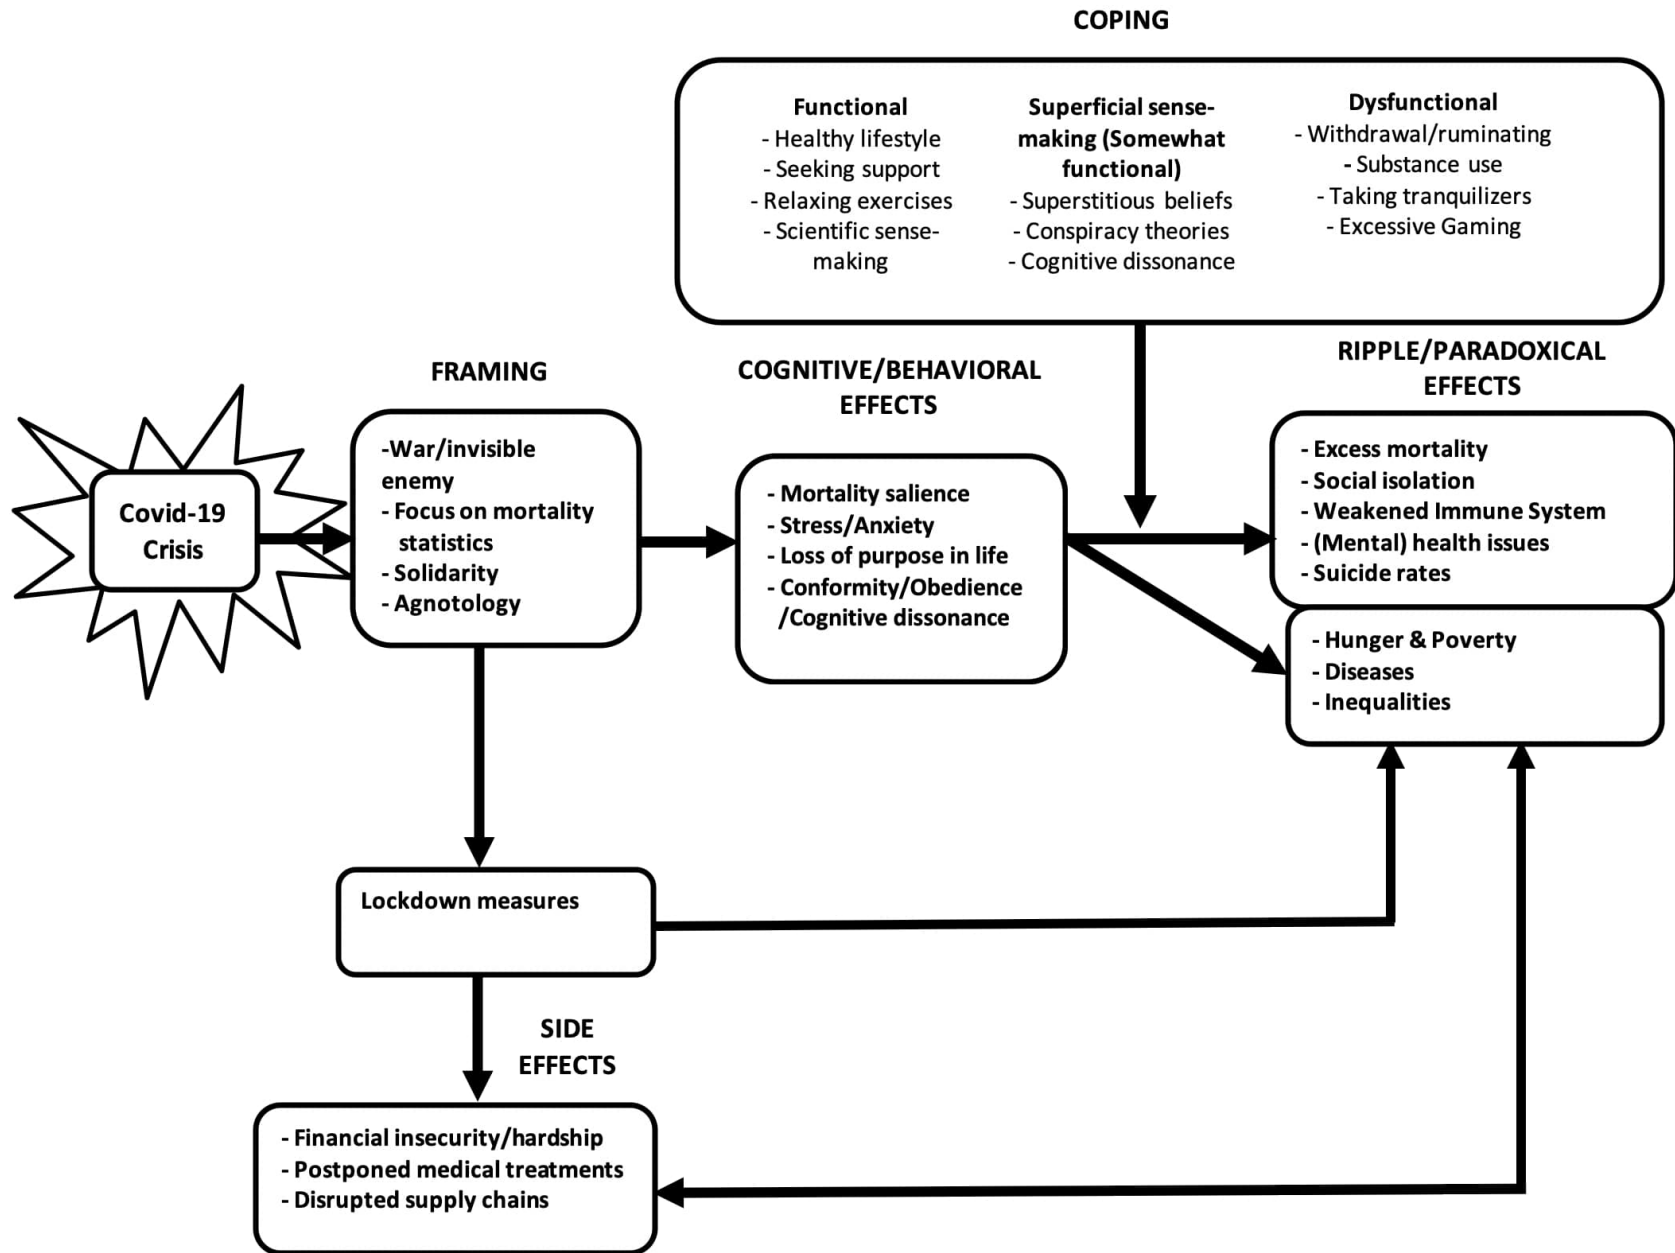 COPING
Functional
- Healthy lifestyle
- Seeking support
- Relaxing exercises
- Scientific sense-
making
Superficial sense-
making (Somewhat
functional)
- Superstitious beliefs
- Conspiracy theories
- Cognitive dissonance
Dysfunctional
- Withdrawal/ruminating
- Substance use
- Taking tranquilizers
- Excessive Gaming
Covid-19
Crisis
FRAMING
-War/invisible
enemy
- Focus on mortality
statistics
- Solidarity
- Agnotology
COGNITIVE/BEHAVIORAL
EFFECTS
- Mortality salience
- Stress/Anxiety
- Loss of purpose in life
- Conformity/Obedience
/Cognitive dissonance
RIPPLE/PARADOXICAL
EFFECTS
- Excess mortality
- Social isolation
- Weakened Immune System
- (Mental) health issues
- Suicide rates
- Hunger & Poverty
- Diseases
- Inequalities
Lockdown measures
SIDE
EFFECTS
- Financial insecurity/hardship
- Postponed medical treatments
- Disrupted supply chains